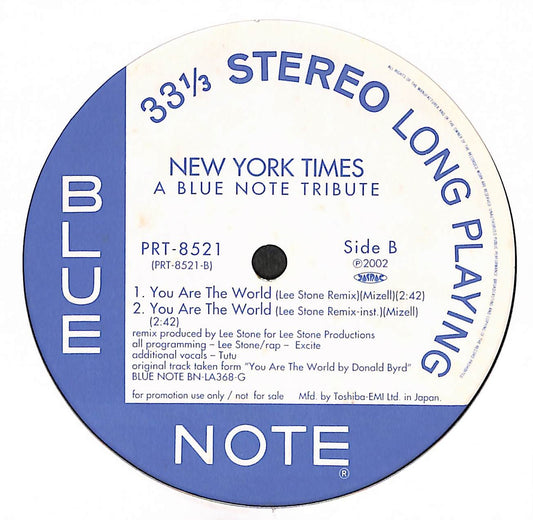 33⅓ STEREO LONG PLAYING
NEW YORK TIMES
A BLUE NOTE TRIBUTE
PRT-8521
(PRT-8521-B)
Side B
℗2002
1. You Are The World (Lee Stone Remix)(Mizell)(2:42)
2. You Are The World (Lee Stone Remix-inst.)(Mizell)
(2:42)
remix produced by Lee Stone for Lee Stone Productions
all programming – Lee Stone/rap – Excite
additional vocals – Tutu
original track taken form "You Are The World by Donald Byrd"
BLUE NOTE BN-LA368-G
for promotion use only / not for sale Mfd. by Toshiba-EMI Ltd. in Japan.
BLUE
NOTE®